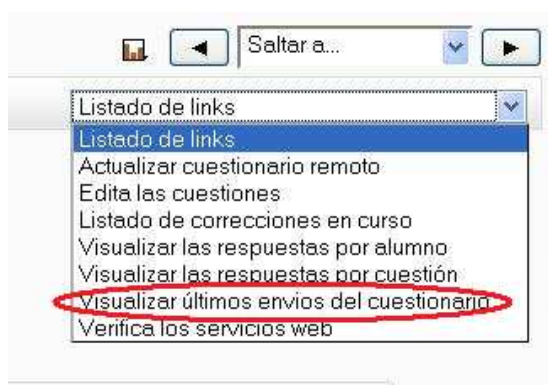 Saltar a...
Listado de links
Listado de links
Actualizar cuestionario remoto
Edita las cuestiones
Listado de correcciones en curso
Visualizar las respuestas por alumno
Visualizar las respuestas por cuestión
Visualizar últimos envios del cuestionario
Verifica los servicios web